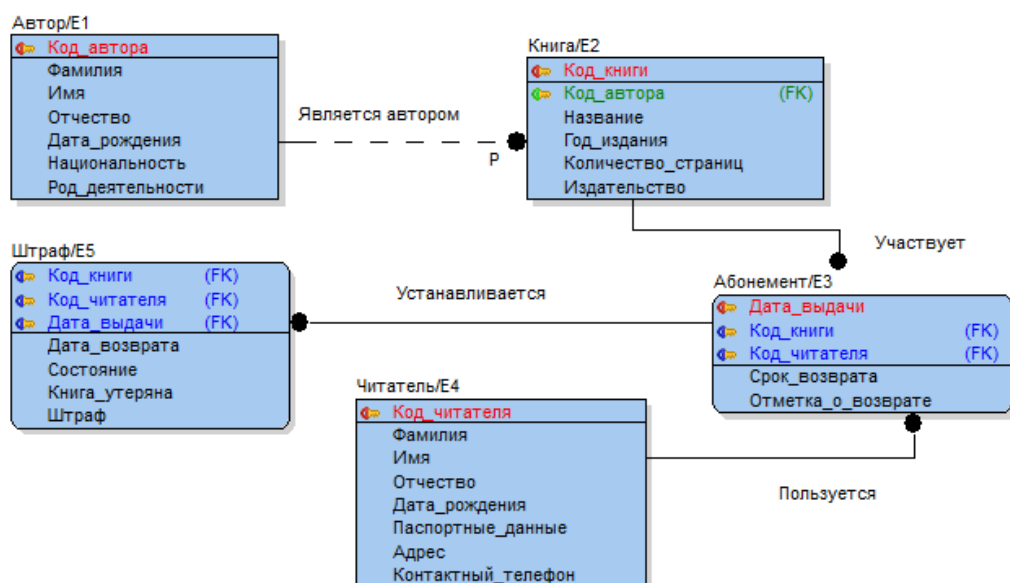 Автор/E1
Код_автора
Фамилия
Имя
Отчество
Дата_рождения
Национальность
Род_деятельности
Является автором
P
Книга/E2
Код_книги
Код_автора (FK)
Название
Год_издания
Количество_страниц
Издательство
Участвует
Штраф/E5
Код_книги (FK)
Код_читателя (FK)
Дата_выдачи (FK)
Дата_возврата
Состояние
Книга_утеряна
Штраф
Устанавливается
Абонемент/E3
Дата_выдачи
Код_книги (FK)
Код_читателя (FK)
Срок_возврата
Отметка_о_возврате
Читатель/E4
Код_читателя
Фамилия
Имя
Отчество
Дата_рождения
Паспортные_данные
Адрес
Контактный_телефон
Пользуется